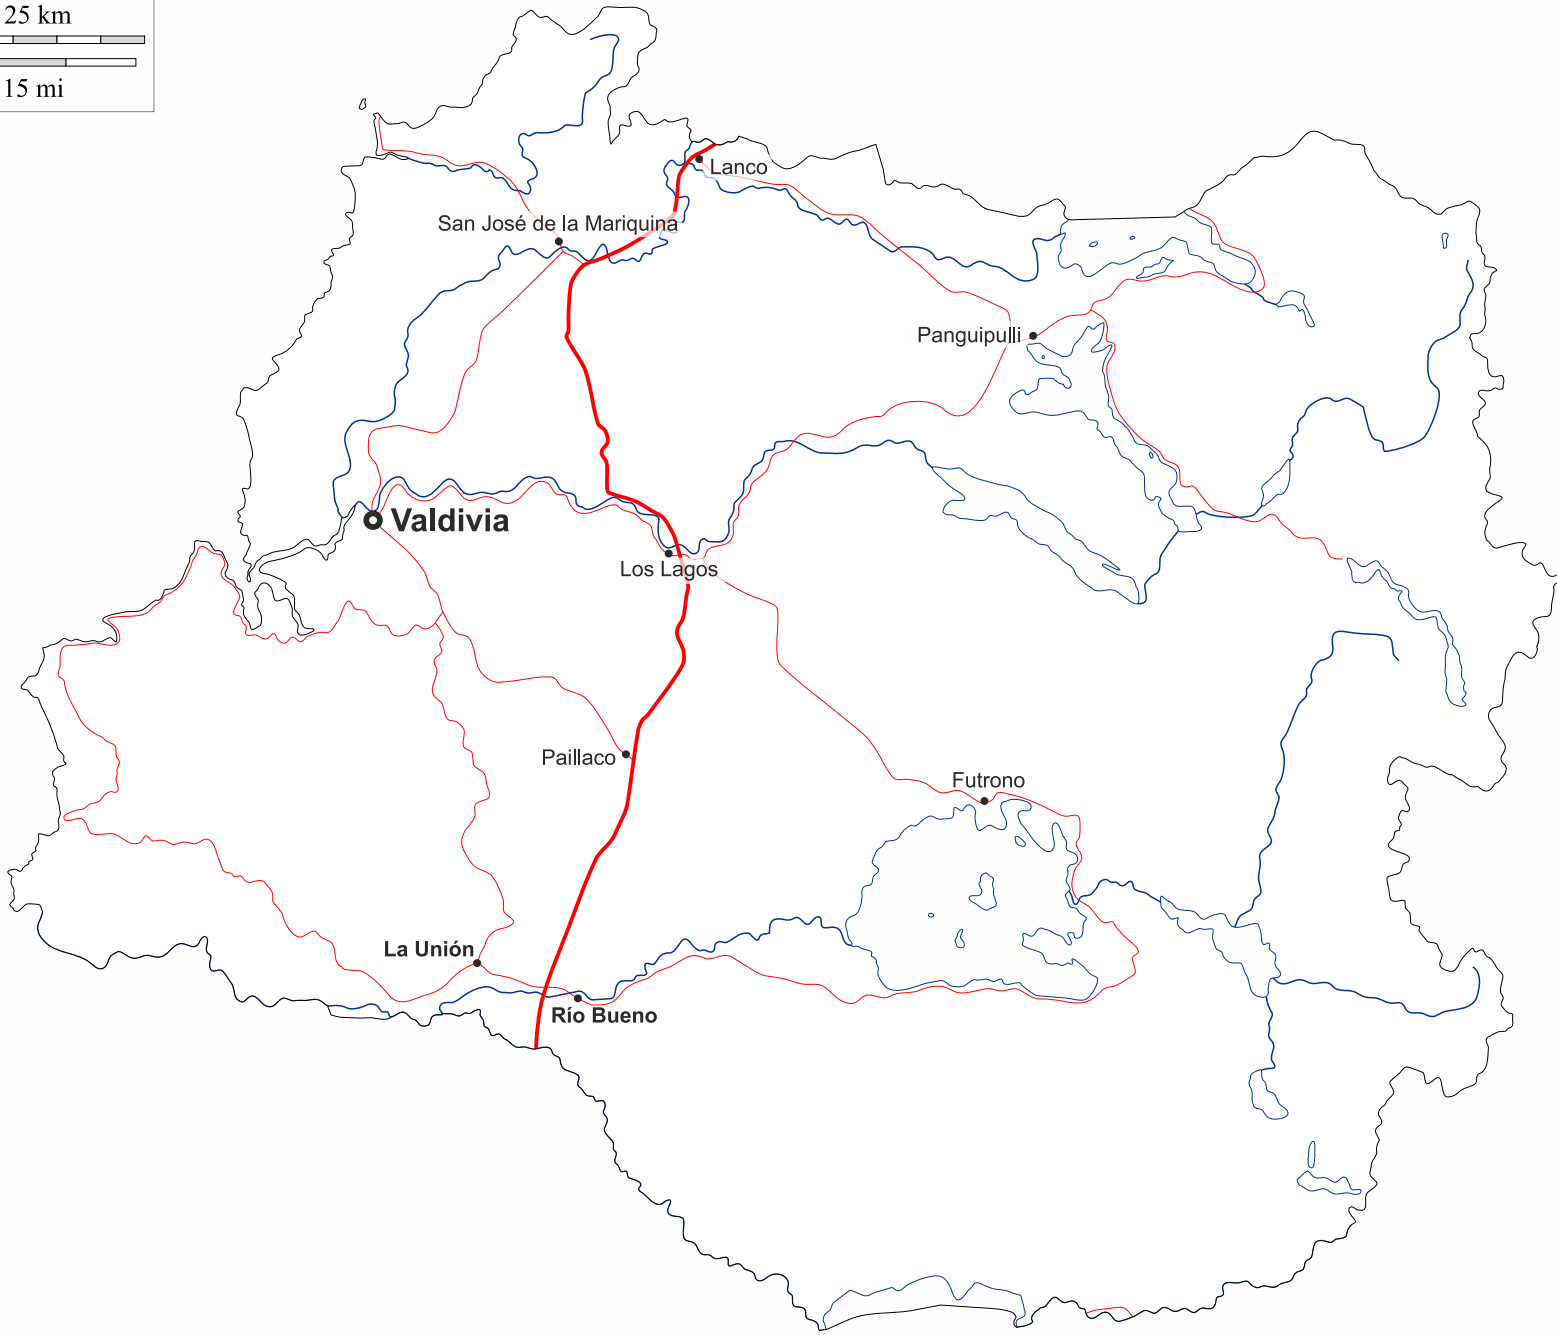 25 km
15 mi
Lanco
San José de la Mariquina
Panguipulli
Valdivia
Los Lagos
Paillaco
Futrono
La Unión
Río Bueno